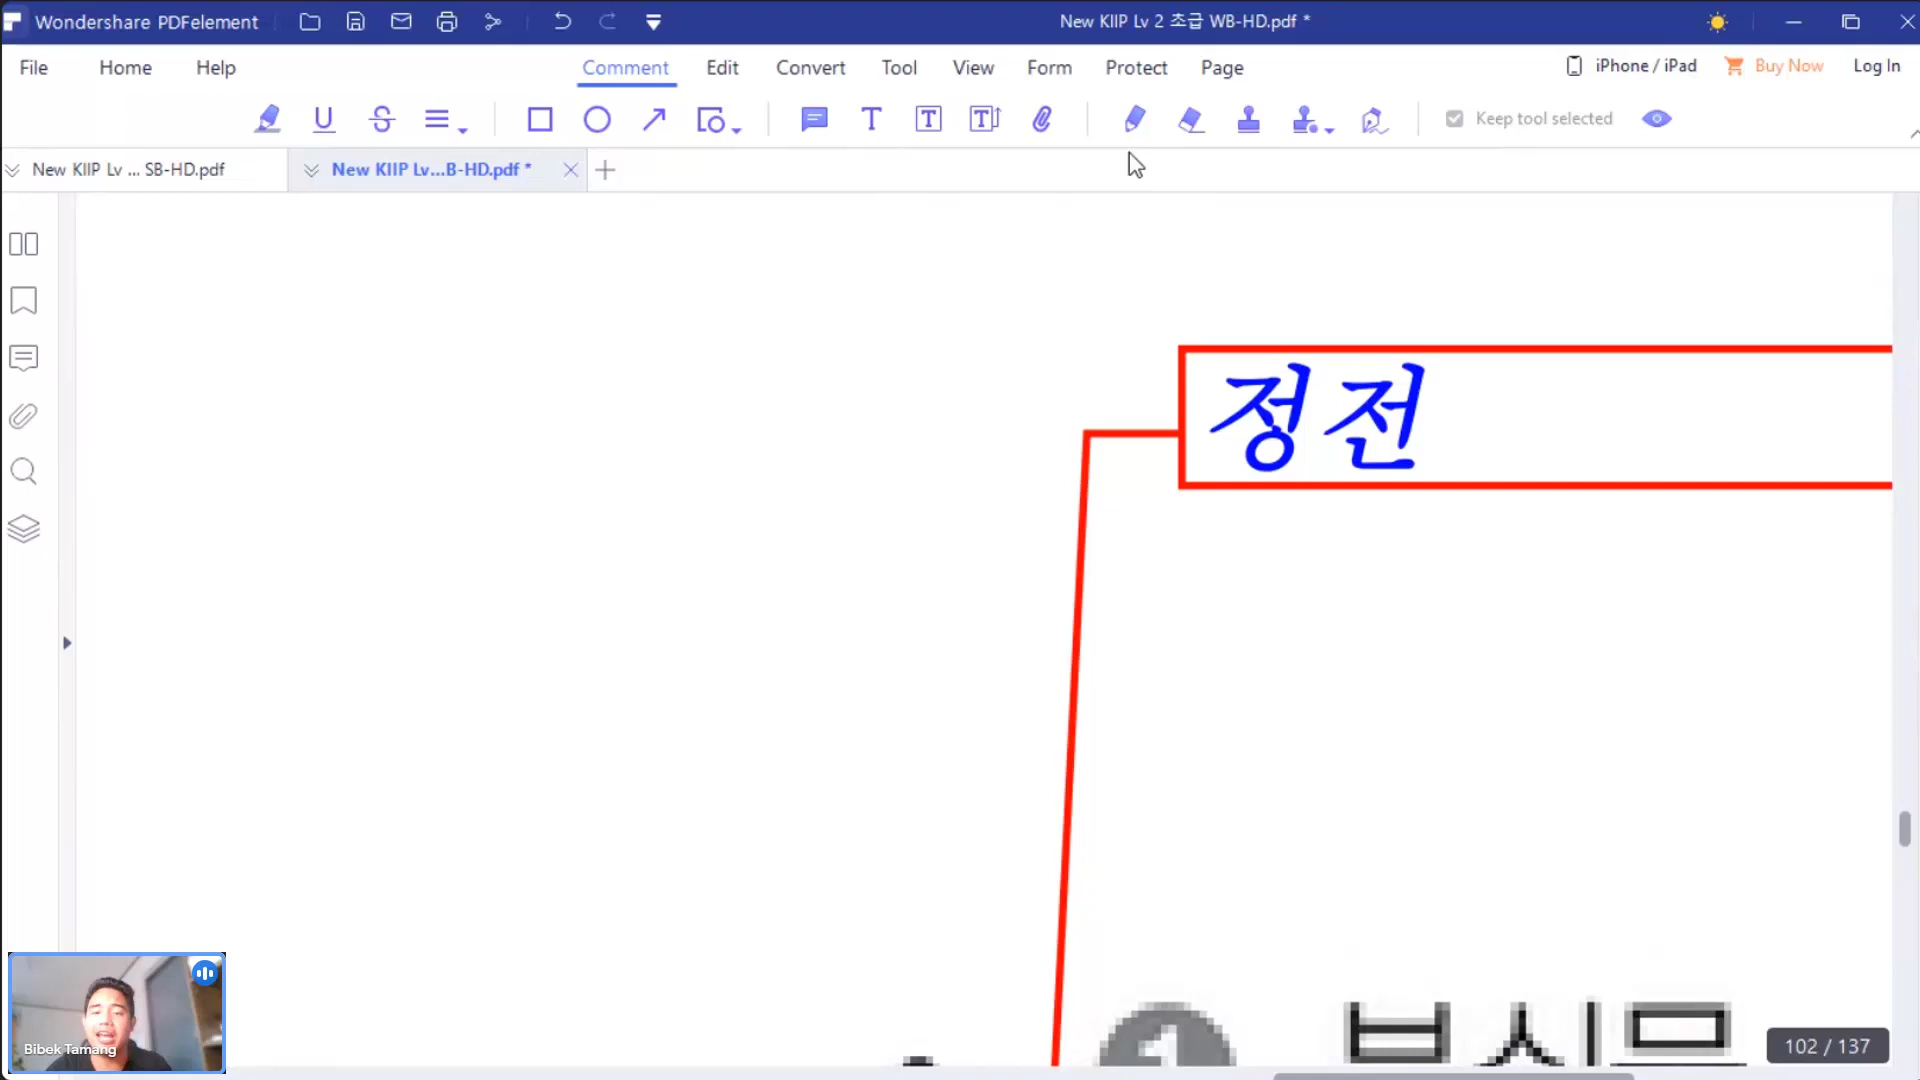 Wondershare PDFelement
New KIIP Lv 2 초급 WB-HD.pdf *
File Home Help Comment Edit Convert Tool View Form Protect Page iPhone / iPad Buy Now Log In
Keep tool selected
New KIIP Lv ... SB-HD.pdf New KIIP Lv...B-HD.pdf *
정전
1
102 / 137
Bibek Tamang